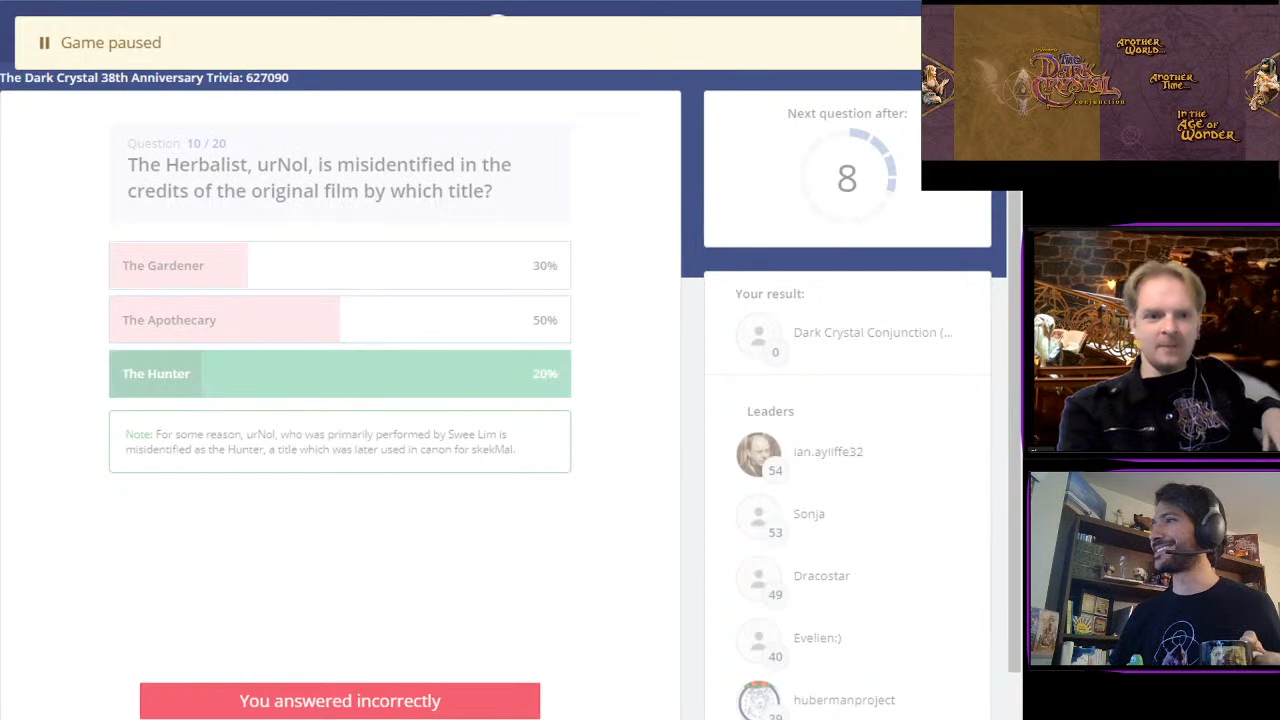 Game paused
The Dark Crystal 38th Anniversary Trivia: 627090
Question: 10 / 20
The Herbalist, urNol, is misidentified in the
credits of the original film by which title?
The Gardener 30%
The Apothecary 50%
The Hunter 20%
Note: For some reason, urNol, who was primarily performed by Swee Lim is
misidentified as the Hunter, a title which was later used in canon for skekMal.
You answered incorrectly
Next question after:
8
Your result:
Dark Crystal Conjunction (...
0
Leaders
ian.ayliffe32
54
Sonja
53
Dracostar
49
Evelien:)
40
hubermanproject
39
The
Dark
Crystal
conjunction
Another
World...
Another
Time...
In the
Age of
Wonder